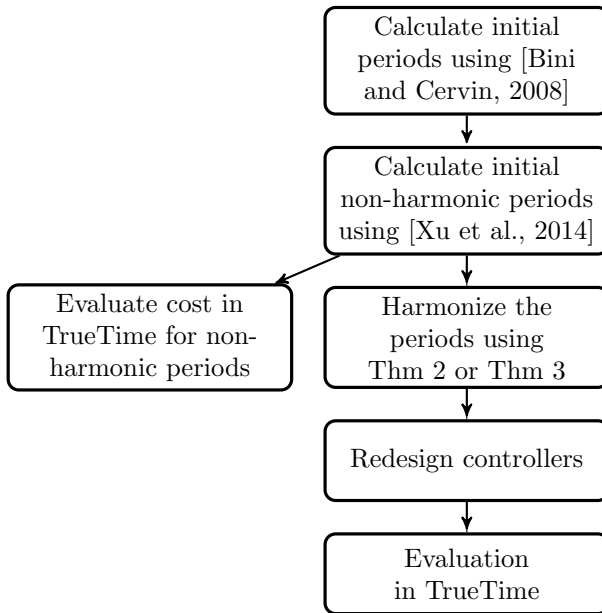 Calculate initial
periods using [Bini
and Cervin, 2008]
Calculate initial
non-harmonic periods
using [Xu et al., 2014]
Evaluate cost in
TrueTime for non-
harmonic periods
Harmonize the
periods using
Thm 2 or Thm 3
Redesign controllers
Evaluation
in TrueTime